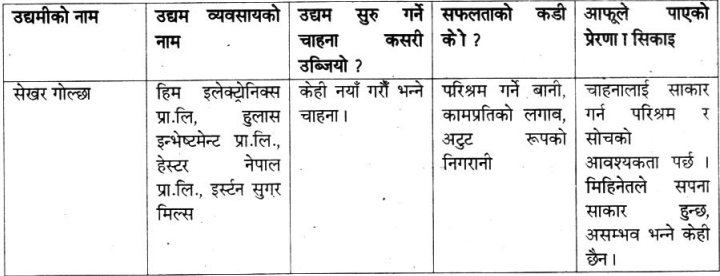 उद्यमीको नाम
उद्यम व्यवसायको
नाम
उद्यम सुरु गर्ने
चाहना कसरी
उब्जियो ?
सफलताको कडी
के ो ?
आफूले पाएको
प्रेरणा । सिकाइ
सेखर गोल्छा
हिम इलेक्ट्रोनिक्स
प्रा.लि, हुलास
इन्भेष्टमेन्ट प्रा.लि.,
हेस्टर नेपाल
प्रा.लि., इर्स्टन सुगर
मिल्स
केही नयाँ गरौं भन्ने
चाहना ।
परिश्रम गर्ने बानी,
कामप्रतिको लगाव,
अटुट रूपको
निगरानी
चाहनालाई साकार
गर्न परिश्रम र
सोचको
आवश्यकता पर्छ ।
मिहिनेतले सपना
साकार हुन्छ,
असम्भव भन्ने केही
छैन ।